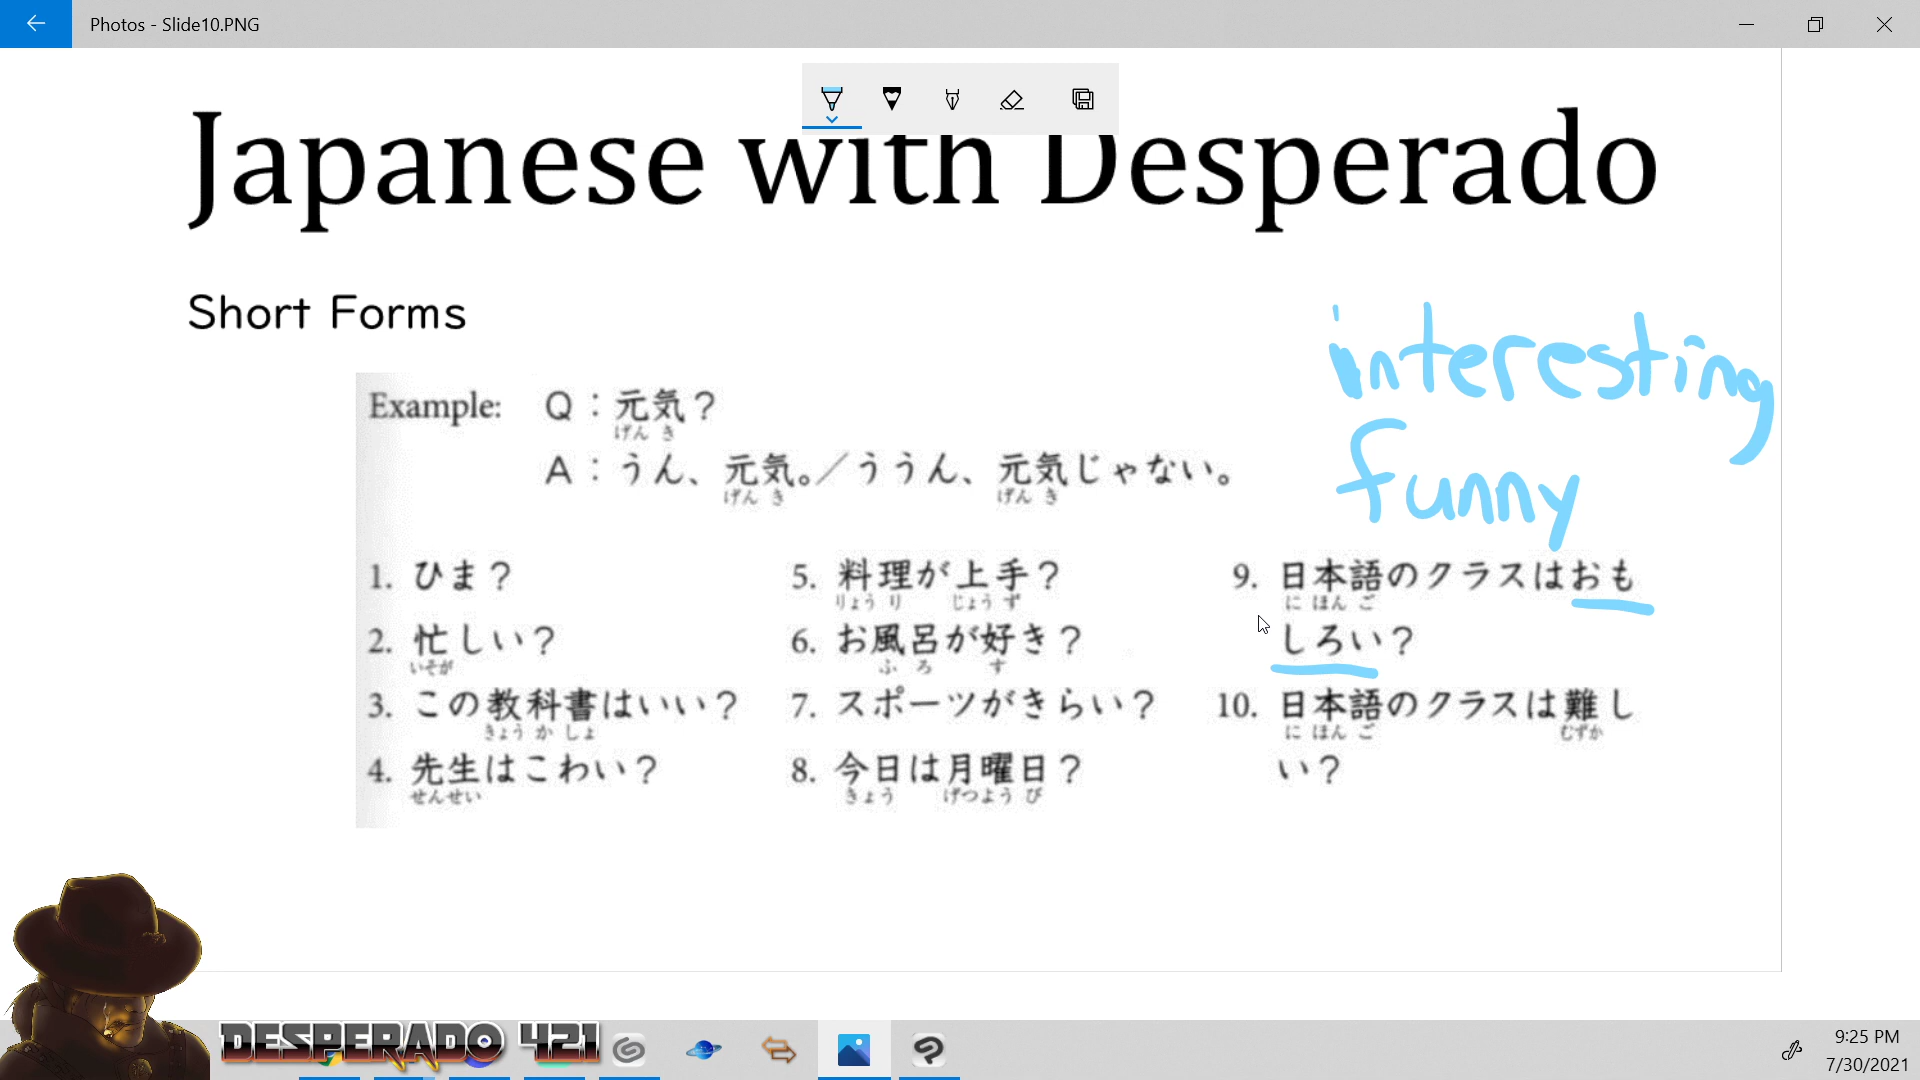 Photos - Slide10.PNG
Japanese with Desperado
Short Forms
interesting
funny
Example: Q：元気？
げん き
A：うん、元気。／ううん、元気じゃない。
げん き げん き
1. ひま？
2. 忙しい？
いそが
3. この教科書はいい？
きょう か しょ
4. 先生はこわい？
せんせい
5. 料理が上手？
りょう り じょう ず
6. お風呂が好き？
ふ ろ す
7. スポーツがきらい？
8. 今日は月曜日？
きょう げつよう び
9. 日本語のクラスはおも
に ほん ご
しろい？
10. 日本語のクラスは難し
に ほん ご むずか
い？
DESPERADO 421
9:25 PM
7/30/2021